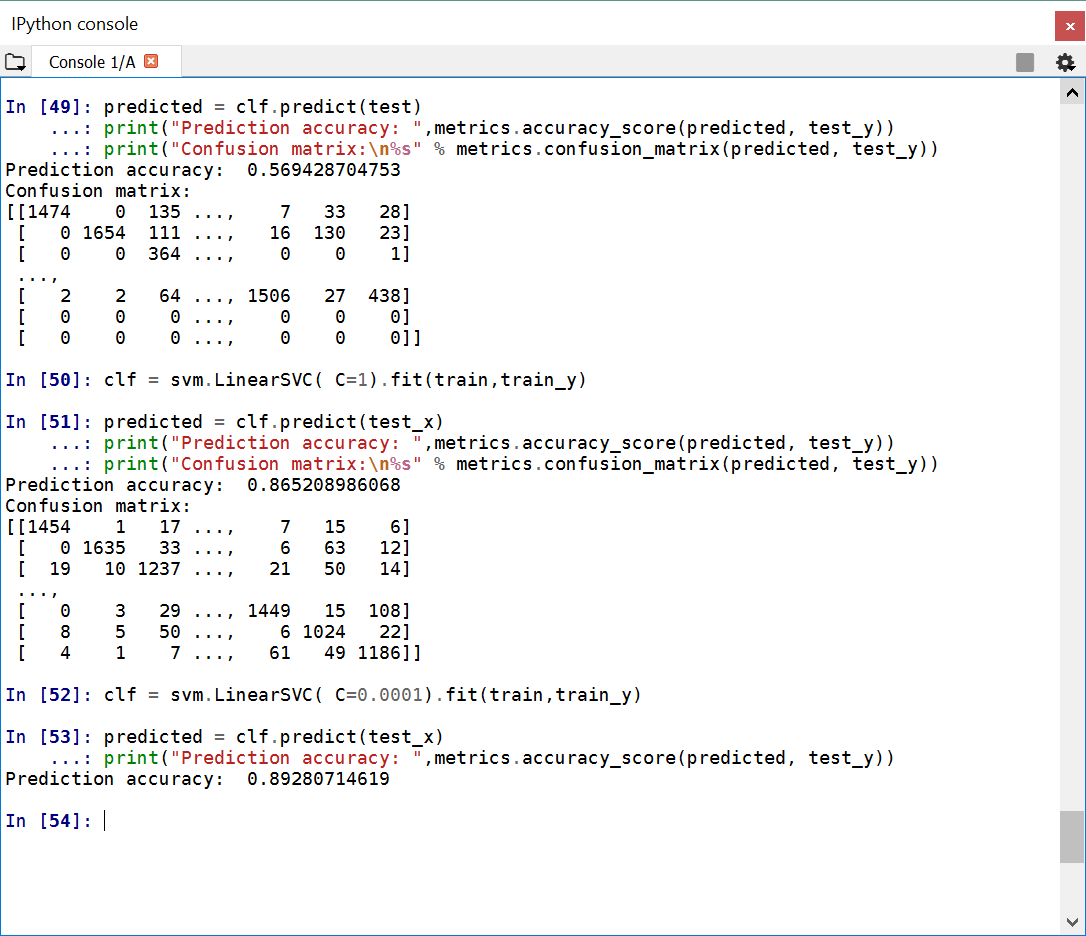 IPython console
Console 1/A
In [49]: predicted = clf.predict(test)
    ...: print("Prediction accuracy: ",metrics.accuracy_score(predicted, test_y))
    ...: print("Confusion matrix:\n%s" % metrics.confusion_matrix(predicted, test_y))
Prediction accuracy:  0.569428704753
Confusion matrix:
[[1474    0  135 ...,    7   33   28]
 [   0 1654  111 ...,   16  130   23]
 [   0    0  364 ...,    0    0    1]
 ...,
 [   2    2   64 ..., 1506   27  438]
 [   0    0    0 ...,    0    0    0]
 [   0    0    0 ...,    0    0    0]]
In [50]: clf = svm.LinearSVC( C=1).fit(train,train_y)
In [51]: predicted = clf.predict(test_x)
    ...: print("Prediction accuracy: ",metrics.accuracy_score(predicted, test_y))
    ...: print("Confusion matrix:\n%s" % metrics.confusion_matrix(predicted, test_y))
Prediction accuracy:  0.865208986068
Confusion matrix:
[[1454    1   17 ...,    7   15    6]
 [   0 1635   33 ...,    6   63   12]
 [  19   10 1237 ...,   21   50   14]
 ...,
 [   0    3   29 ..., 1449   15  108]
 [   8    5   50 ...,    6 1024   22]
 [   4    1    7 ...,   61   49 1186]]
In [52]: clf = svm.LinearSVC( C=0.0001).fit(train,train_y)
In [53]: predicted = clf.predict(test_x)
    ...: print("Prediction accuracy: ",metrics.accuracy_score(predicted, test_y))
Prediction accuracy:  0.89280714619
In [54]: